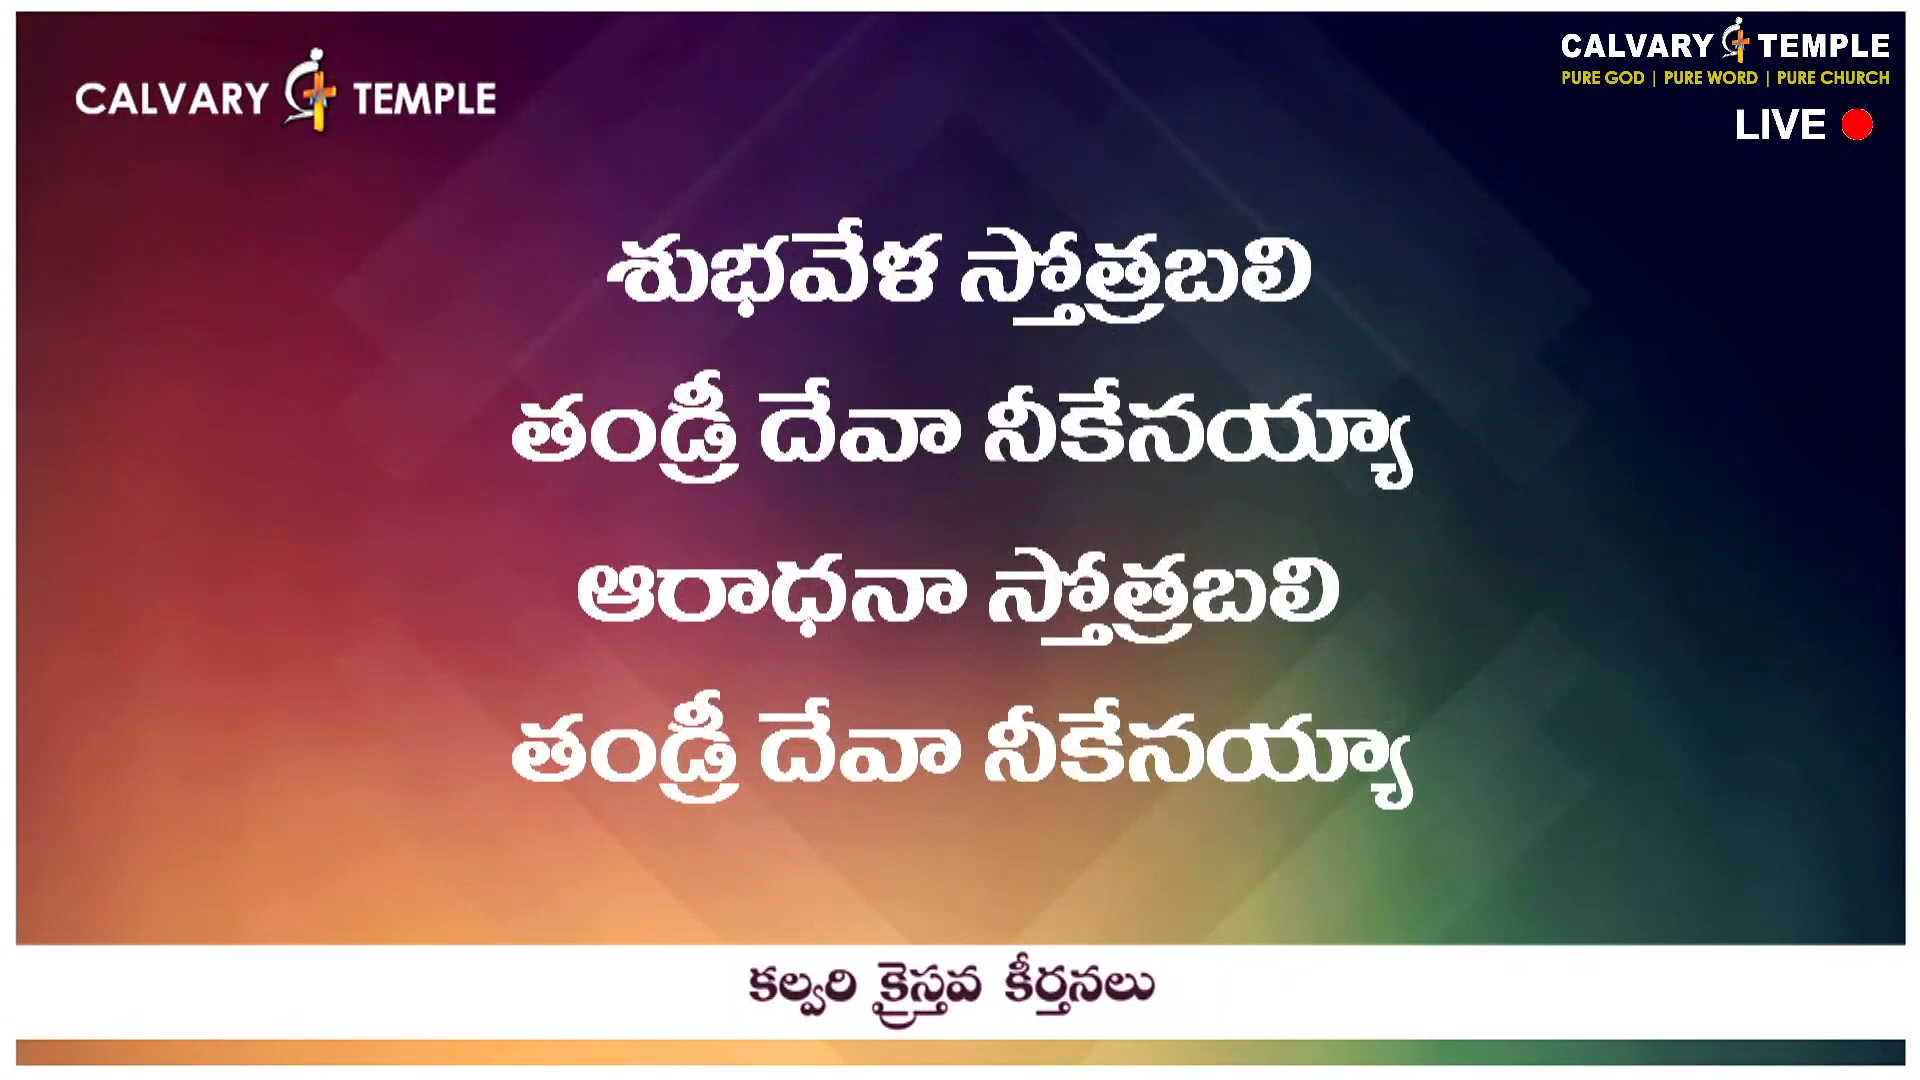 CALVARY TEMPLE
CALVARY TEMPLE
PURE GOD | PURE WORD | PURE CHURCH
LIVE
శుభవేళ స్తోత్రబలి
తండ్రీ దేవా నీకేనయ్యా
ఆరాధనా స్తోత్రబలి
తండ్రీ దేవా నీకేనయ్యా
కల్వరి క్రైస్తవ కీర్తనలు